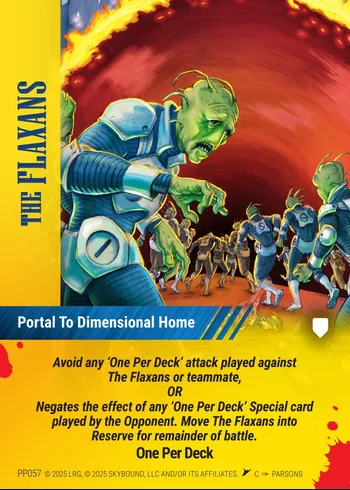 THE FLAXANS
Portal To Dimensional Home
Avoid any 'One Per Deck' attack played against
The Flaxans or teammate,
OR
Negates the effect of any 'One Per Deck' Special card
played by the Opponent. Move The Flaxans into
Reserve for remainder of battle.
One Per Deck
PP057 © 2025 LRG, © 2025 SKYBOUND, LLC AND/OR ITS AFFILIATES. C PARSONS